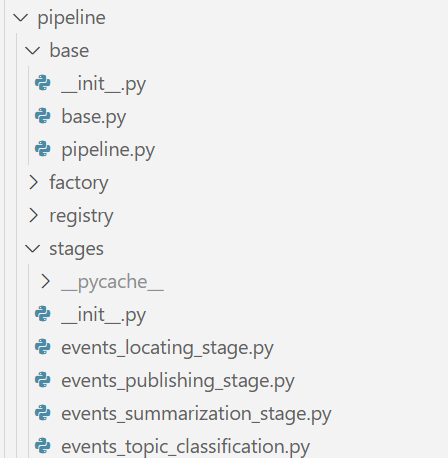 pipeline
base
__init__.py
base.py
pipeline.py
factory
registry
stages
__pycache__
__init__.py
events_locating_stage.py
events_publishing_stage.py
events_summarization_stage.py
events_topic_classification.py